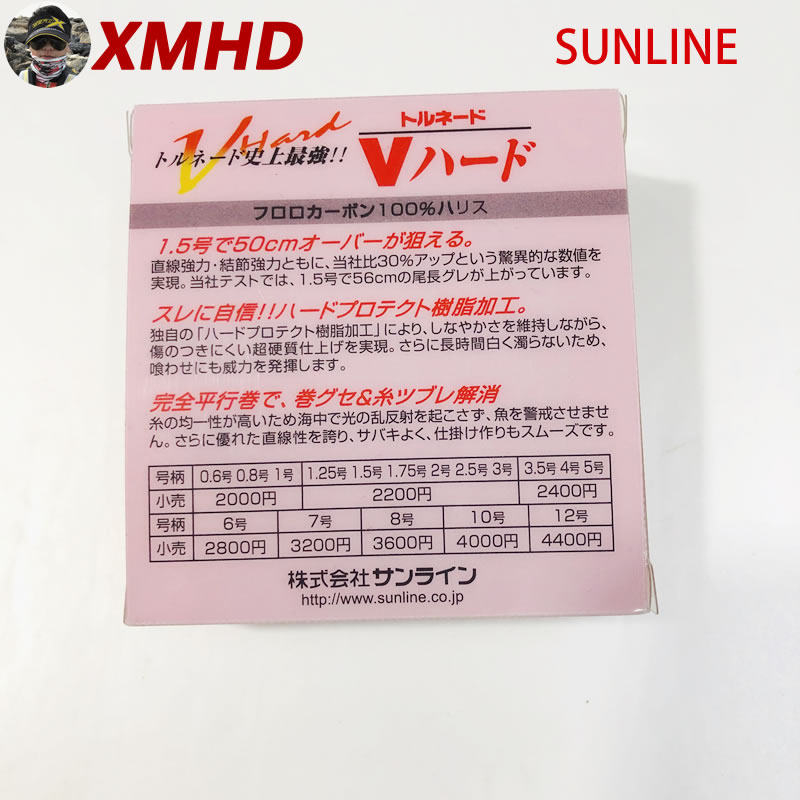 XMHD
SUNLINE
V Hard
トルネード史上最強!!
トルネード
Vハード
フロロカーボン100%ハリス
1.5号で50cmオーバーが狙える。
直線強力・結節強力ともに、当社比30%アップという驚異的な数値を
実現。当社テストでは、1.5号で56cmの尾長グレが上がっています。
スレに自信!!ハードプロテクト樹脂加工。
独自の「ハードプロテクト樹脂加工」により、しなやかさを維持しながら、
傷のつきにくい超硬質仕上げを実現。さらに長時間白く濁らないため、
喰わせにも威力を発揮します。
完全平行巻で、巻グセ&糸ツブレ解消
糸の均一性が高いため海中で光の乱反射を起こさず、魚を警戒させませ
ん。さらに優れた直線性を誇り、サバキよく、仕掛け作りもスムーズです。
号柄 0.6号 0.8号 1号 1.25号 1.5号 1.75号 2号 2.5号 3号 3.5号 4号 5号
小売 2000円 2200円 2400円
号柄 6号 7号 8号 10号 12号
小売 2800円 3200円 3600円 4000円 4400円
株式会社サンライン
http://www.sunline.co.jp